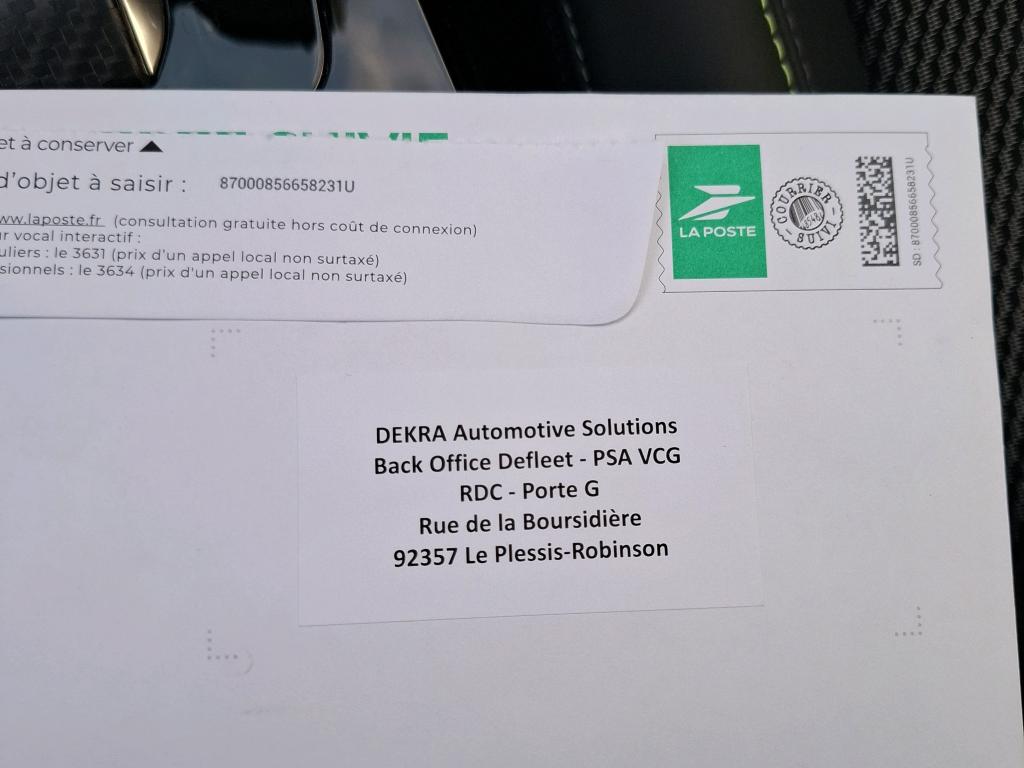 et à conserver ▲
d'objet à saisir : 87000856658231U
ww.laposte.fr (consultation gratuite hors coût de connexion)
ur vocal interactif :
uliers : le 3631 (prix d'un appel local non surtaxé)
sionnels : le 3634 (prix d'un appel local non surtaxé)
LA POSTE
COURRIER
SUIVI
SD : 87000856658231U
DEKRA Automotive Solutions
Back Office Defleet - PSA VCG
RDC - Porte G
Rue de la Boursidière
92357 Le Plessis-Robinson